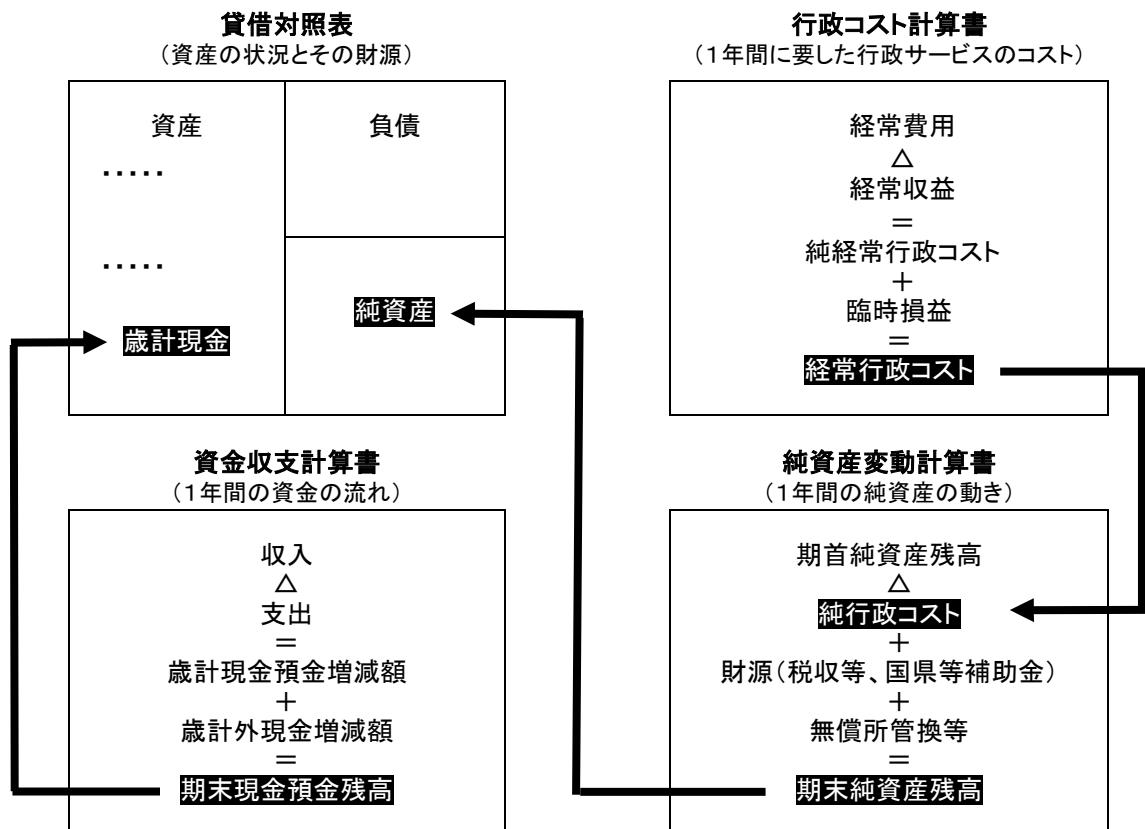 貸借対照表
（資産の状況とその財源）
資産
‥‥‥
‥‥‥
歳計現金
負債
純資産
行政コスト計算書
（1年間に要した行政サービスのコスト）
経常費用
△
経常収益
＝
純経常行政コスト
＋
臨時損益
＝
経常行政コスト
資金収支計算書
（1年間の資金の流れ）
収入
△
支出
＝
歳計現金預金増減額
＋
歳計外現金増減額
＝
期末現金預金残高
純資産変動計算書
（1年間の純資産の動き）
期首純資産残高
△
純行政コスト
＋
財源（税収等、国県等補助金）
＋
無償所管換等
＝
期末純資産残高